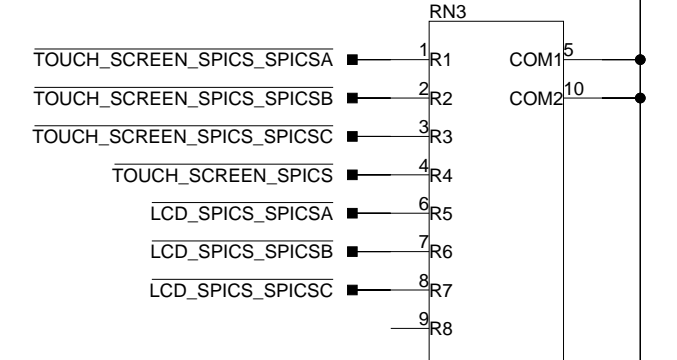 RN3
TOUCH_SCREEN_SPICS_SPICSA 1 R1 COM1 5
TOUCH_SCREEN_SPICS_SPICSB 2 R2 COM2 10
TOUCH_SCREEN_SPICS_SPICSC 3 R3
TOUCH_SCREEN_SPICS 4 R4
LCD_SPICS_SPICSA 6 R5
LCD_SPICS_SPICSB 7 R6
LCD_SPICS_SPICSC 8 R7
9 R8